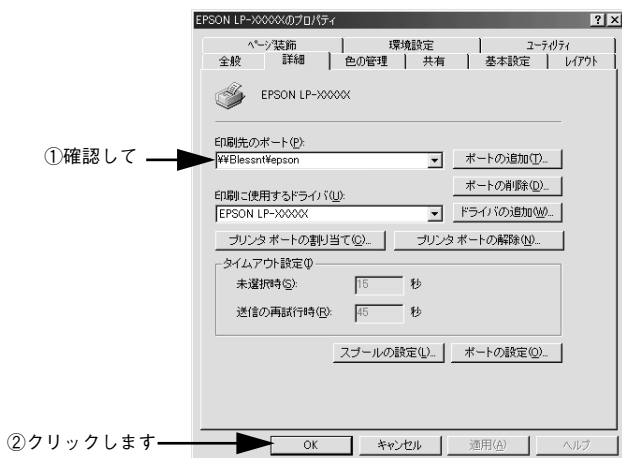 EPSON LP-XXXXXのプロパティ
ページ装飾 環境設定 ユーティリティ
全般 詳細 色の管理 共有 基本設定 レイアウト
EPSON LP-XXXXX
印刷先のポート(P):
①確認して
¥¥Blessnt¥epson
ポートの追加(T)...
ポートの削除(D)...
印刷に使用するドライバ(U):
EPSON LP-XXXXX
ドライバの追加(W)...
プリンタ ポートの割り当て(C)...
プリンタ ポートの解除(N)...
タイムアウト設定(I)
未選択時(S): 15 秒
送信の再試行時(R): 45 秒
スプールの設定(L)...
ポートの設定(O)...
②クリックします
OK キャンセル 適用(A) ヘルプ